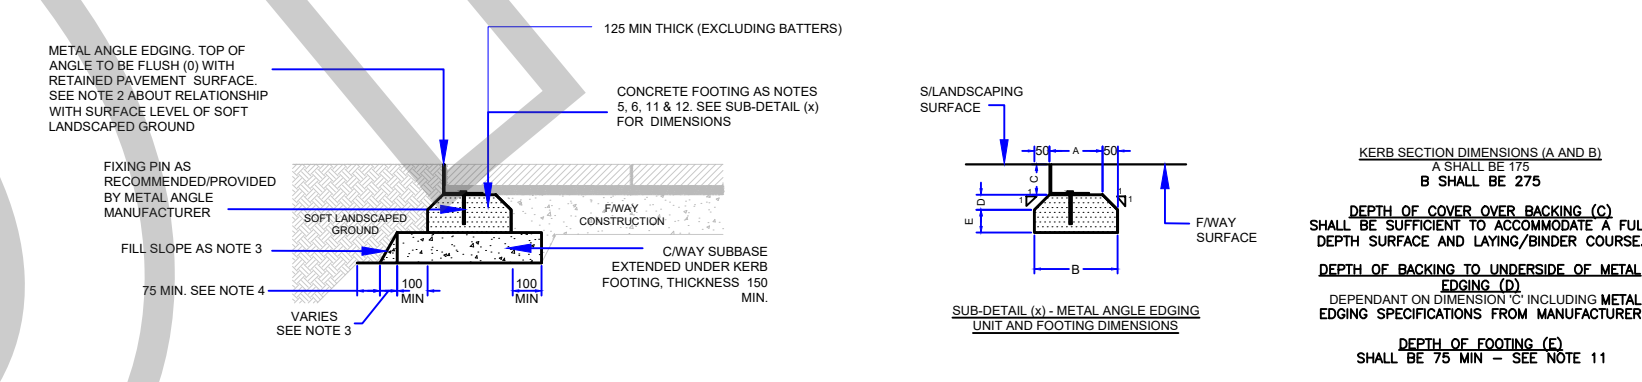 125 MIN THICK (EXCLUDING BATTERS)
METAL ANGLE EDGING. TOP OF
ANGLE TO BE FLUSH (0) WITH
RETAINED PAVEMENT SURFACE.
SEE NOTE 2 ABOUT RELATIONSHIP
WITH SURFACE LEVEL OF SOFT
LANDSCAPED GROUND
CONCRETE FOOTING AS NOTES
5, 6, 11 & 12. SEE SUB-DETAIL (x)
FOR DIMENSIONS
FIXING PIN AS
RECOMMENDED/PROVIDED
BY METAL ANGLE
MANUFACTURER
SOFT LANDSCAPED
GROUND
F/WAY
CONSTRUCTION
FILL SLOPE AS NOTE 3
C/WAY SUBBASE
EXTENDED UNDER KERB
FOOTING, THICKNESS 150
MIN.
75 MIN. SEE NOTE 4
100
MIN
100
MIN
VARIES
SEE NOTE 3
S/LANDSCAPING
SURFACE
50
A
50
C
D
E
1
1
1
1
B
F/WAY
SURFACE
SUB-DETAIL (x) - METAL ANGLE EDGING
UNIT AND FOOTING DIMENSIONS
KERB SECTION DIMENSIONS (A AND B)
A SHALL BE 175
B SHALL BE 275
DEPTH OF COVER OVER BACKING (C)
SHALL BE SUFFICIENT TO ACCOMMODATE A FUL
DEPTH SURFACE AND LAYING/BINDER COURSE.
DEPTH OF BACKING TO UNDERSIDE OF METAL
EDGING (D)
DEPENDANT ON DIMENSION 'C' INCLUDING METAL
EDGING SPECIFICATIONS FROM MANUFACTURER
DEPTH OF FOOTING (E)
SHALL BE 75 MIN – SEE NOTE 11